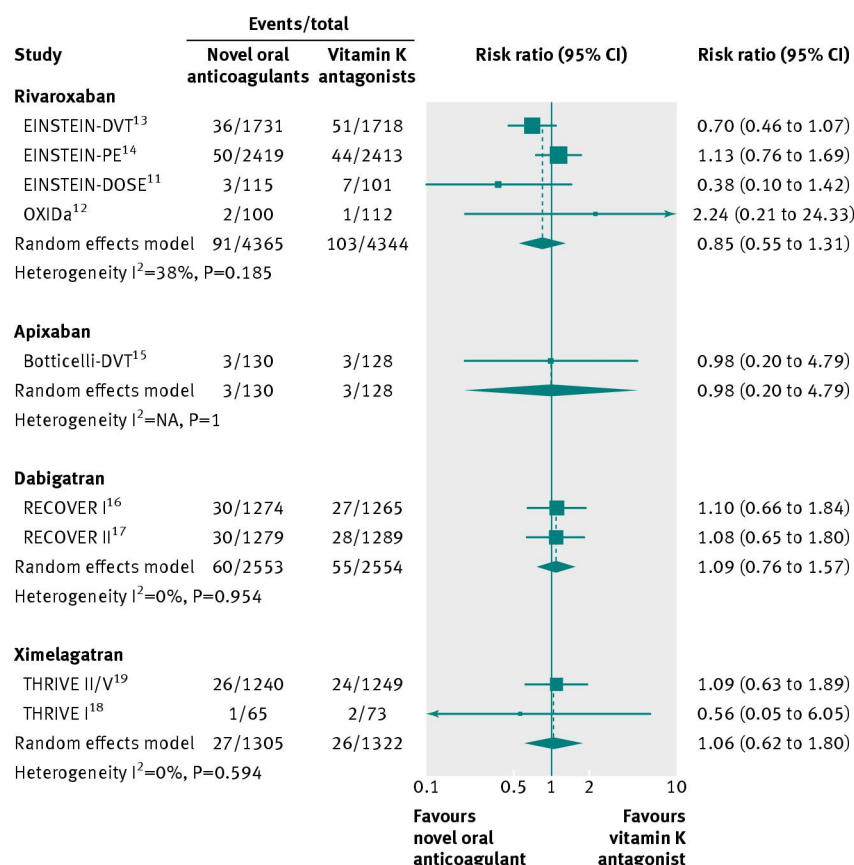 Events/total
Study Novel oral anticoagulants Vitamin K antagonists Risk ratio (95% CI) Risk ratio (95% CI)
Rivaroxaban
EINSTEIN-DVT¹³ 36/1731 51/1718 0.70 (0.46 to 1.07)
EINSTEIN-PE¹⁴ 50/2419 44/2413 1.13 (0.76 to 1.69)
EINSTEIN-DOSE¹¹ 3/115 7/101 0.38 (0.10 to 1.42)
OXIDa¹² 2/100 1/112 2.24 (0.21 to 24.33)
Random effects model 91/4365 103/4344 0.85 (0.55 to 1.31)
Heterogeneity I²=38%, P=0.185
Apixaban
Botticelli-DVT¹⁵ 3/130 3/128 0.98 (0.20 to 4.79)
Random effects model 3/130 3/128 0.98 (0.20 to 4.79)
Heterogeneity I²=NA, P=1
Dabigatran
RECOVER I¹⁶ 30/1274 27/1265 1.10 (0.66 to 1.84)
RECOVER II¹⁷ 30/1279 28/1289 1.08 (0.65 to 1.80)
Random effects model 60/2553 55/2554 1.09 (0.76 to 1.57)
Heterogeneity I²=0%, P=0.954
Ximelagatran
THRIVE II/V¹⁹ 26/1240 24/1249 1.09 (0.63 to 1.89)
THRIVE I¹⁸ 1/65 2/73 0.56 (0.05 to 6.05)
Random effects model 27/1305 26/1322 1.06 (0.62 to 1.80)
Heterogeneity I²=0%, P=0.594
0.1 0.5 1 2 10
Favours novel oral anticoagulant
Favours vitamin K antagonist